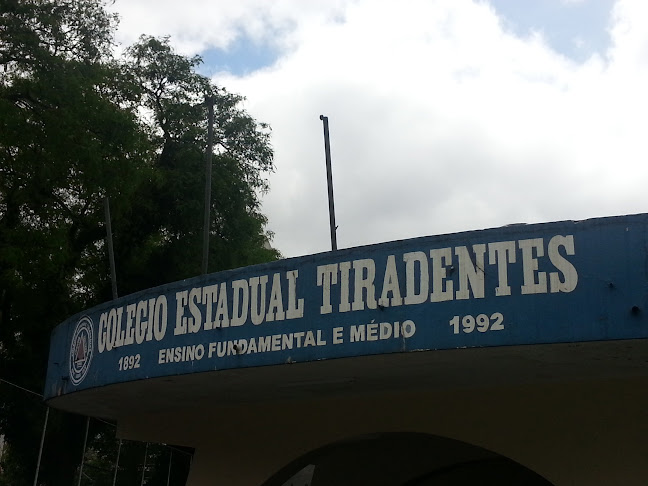 COLEGIO ESTADUAL TIRADENTES
1892 ENSINO FUNDAMENTAL E MÉDIO 1992